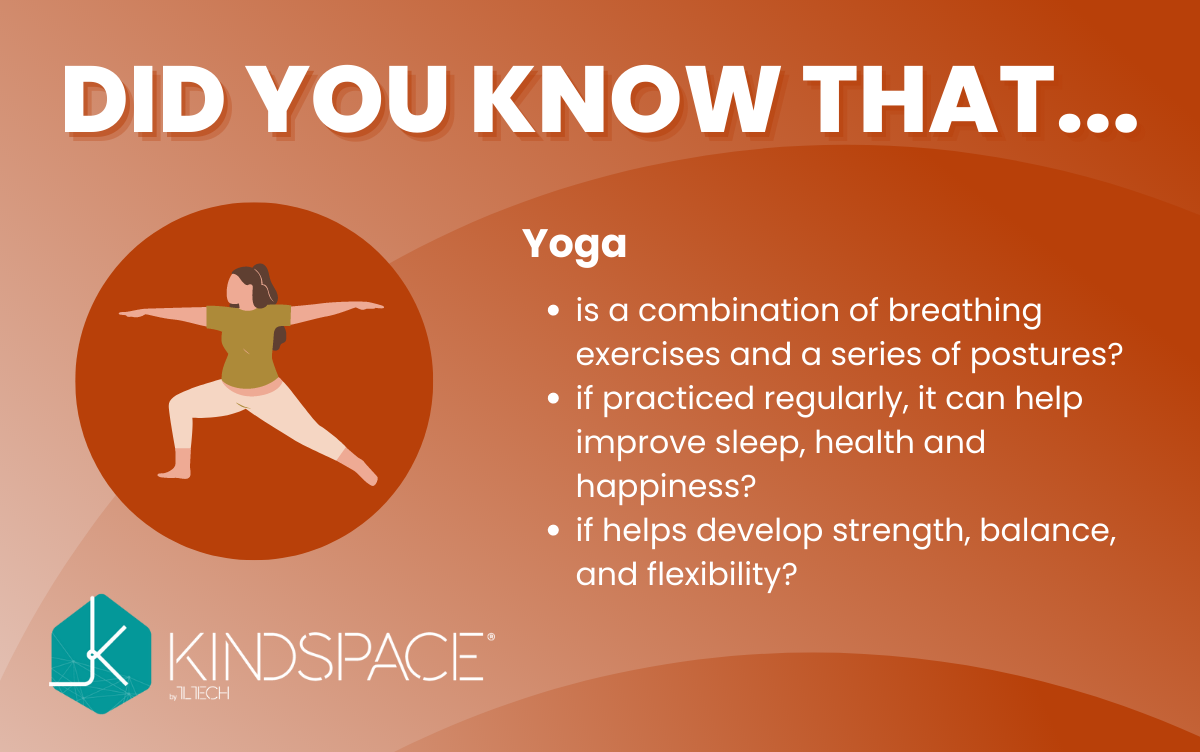 DID YOU KNOW THAT...
Yoga
• is a combination of breathing
exercises and a series of postures?
• if practiced regularly, it can help
improve sleep, health and
happiness?
• if helps develop strength, balance,
and flexibility?
KINDSPACE®
by TLTECH